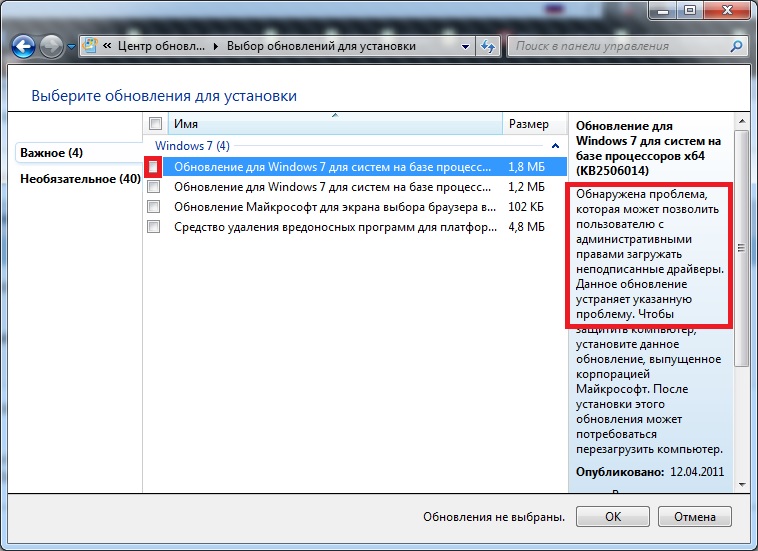 « Центр обновл... ▸ Выбор обновлений для установки
Поиск в панели управления
Выберите обновления для установки
Имя
Размер
Важное (4)
Необязательное (40)
Windows 7 (4)
Обновление для Windows 7 для систем на базе процесс... 1,8 МБ
Обновление для Windows 7 для систем на базе процесс... 1,2 МБ
Обновление Майкрософт для экрана выбора браузера в... 102 КБ
Средство удаления вредоносных программ для платфор... 4,8 МБ
Обновление для
Windows 7 для систем на
базе процессоров x64
(KB2506014)
Обнаружена проблема,
которая может позволить
пользователю с
административными
правами загружать
неподписанные драйверы.
Данное обновление
устраняет указанную
проблему. Чтобы
защитить компьютер,
установите данное
обновление, выпущенное
корпорацией
Майкрософт. После
установки этого
обновления может
потребоваться
перезагрузить компьютер.
Опубликовано: 12.04.2011
Обновления не выбраны.
OK
Отмена